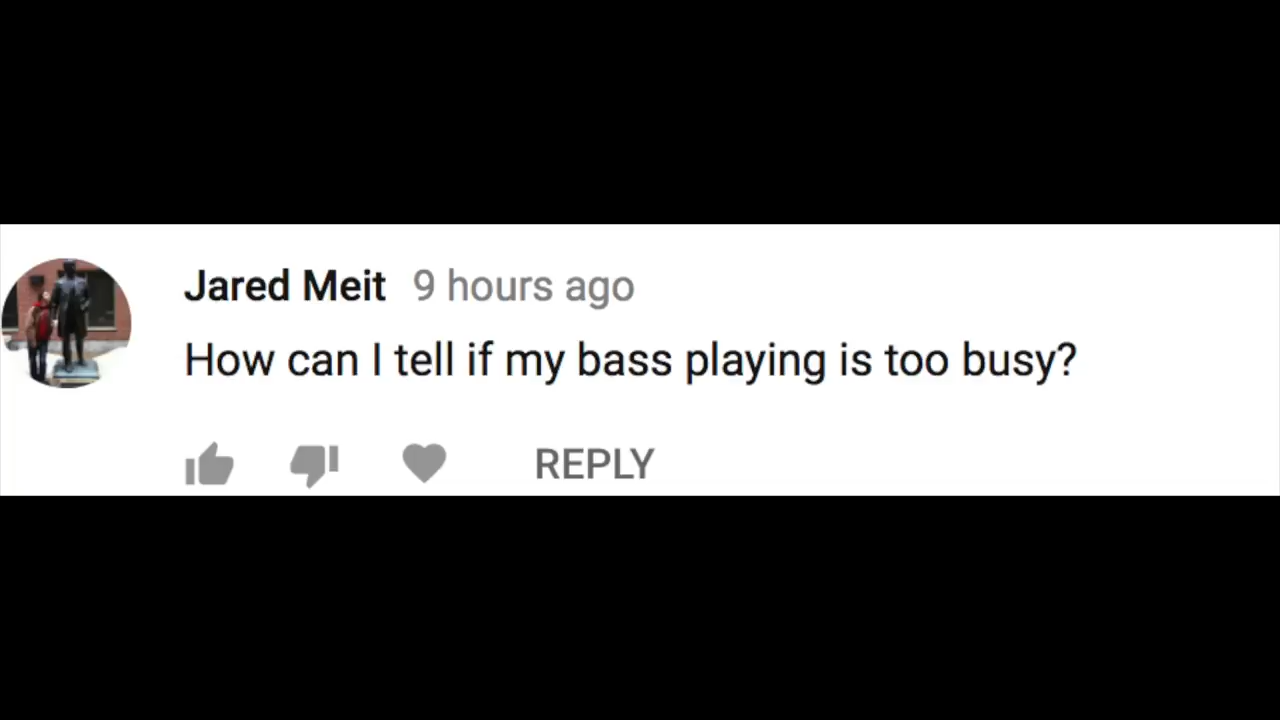 Jared Meit 9 hours ago
How can I tell if my bass playing is too busy?
REPLY